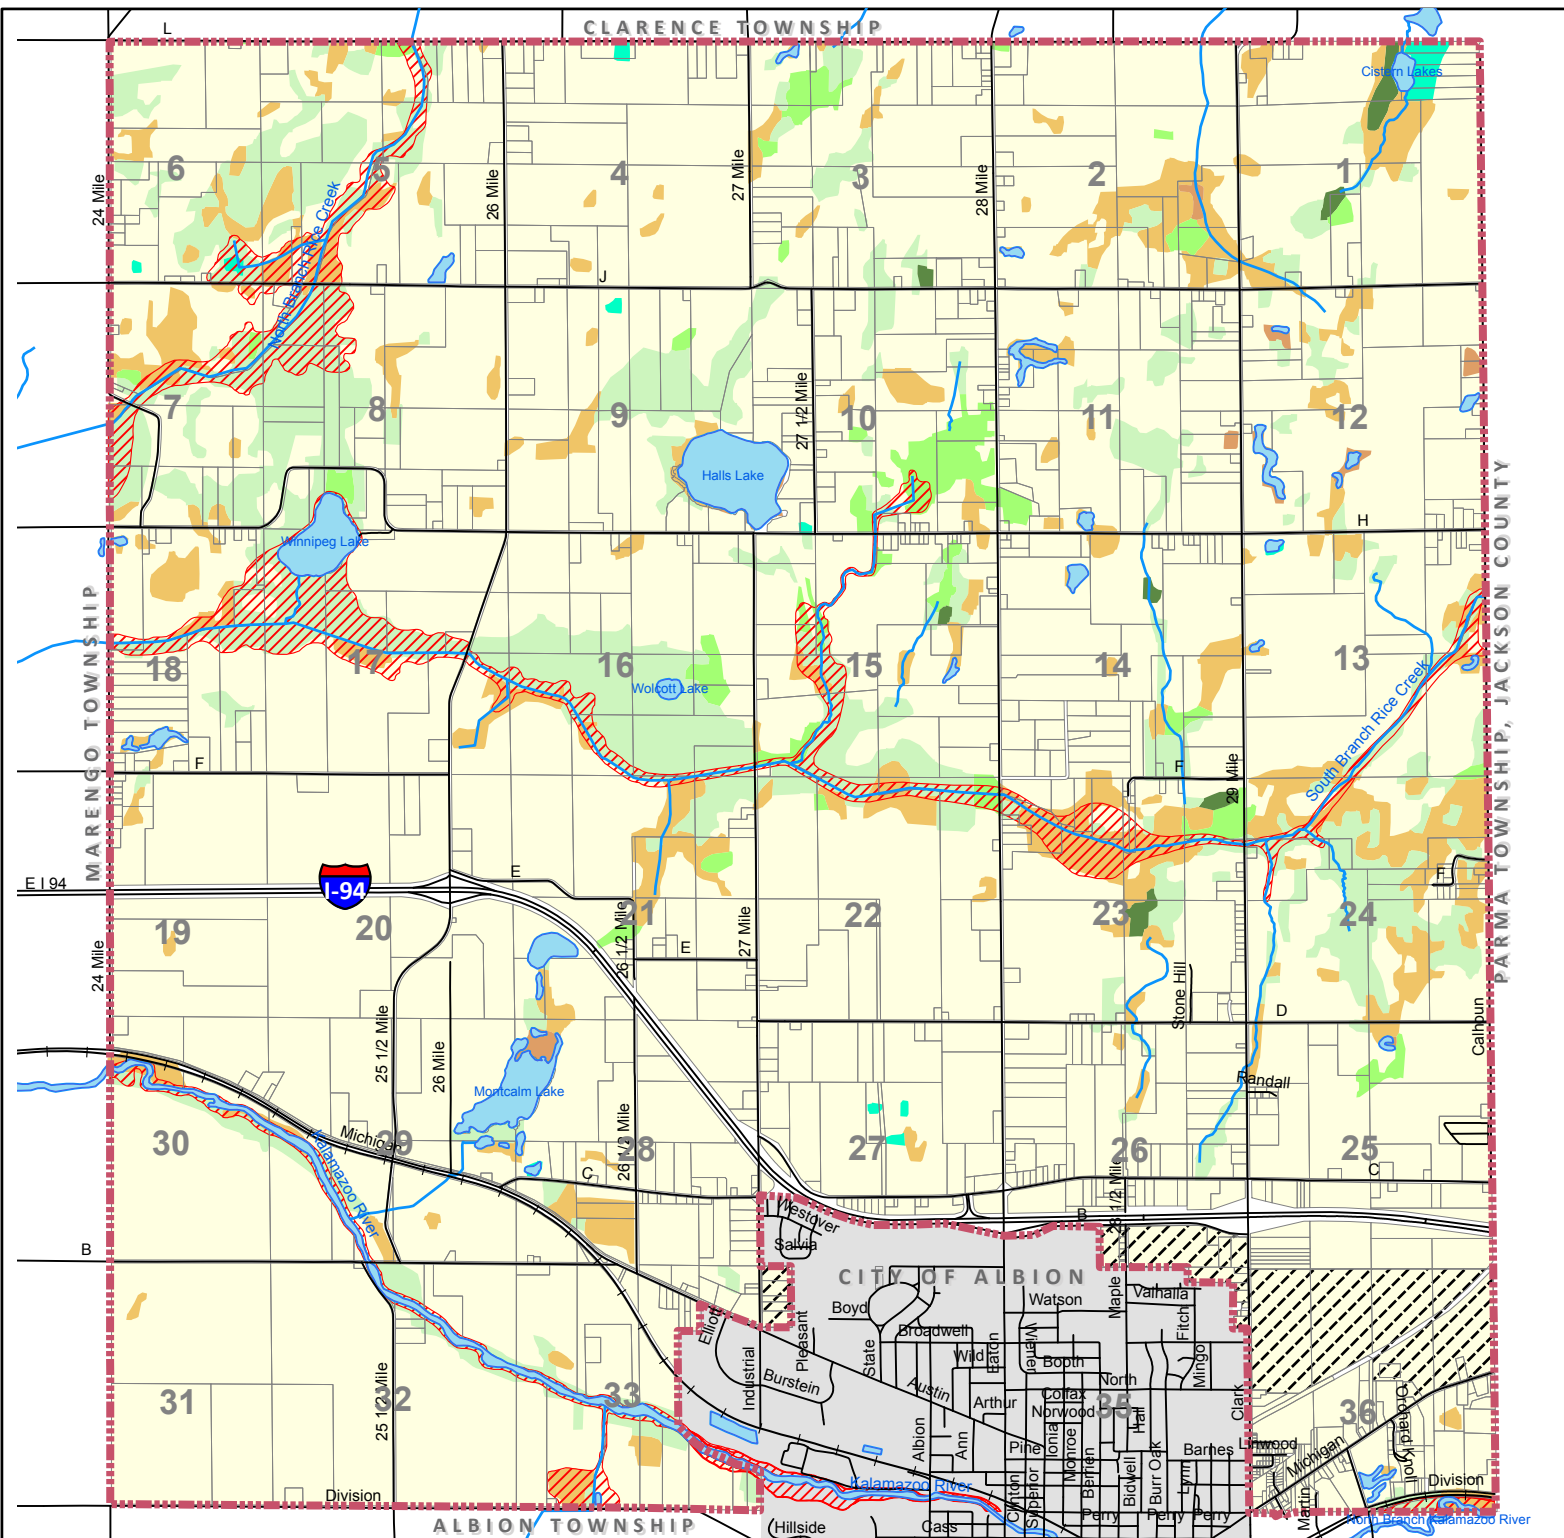 CLARENCE TOWNSHIP
L
Cistern Lakes
6
5
4
3
2
1
24 Mile
26 Mile
27 Mile
28 Mile
North Branch Rice Creek
J
7
8
9
10
11
12
27 1/2 Mile
Halls Lake
H
Winnipeg Lake
MARENGO TOWNSHIP
PARMA TOWNSHIP, JACKSON COUNTY
18
17
16
15
14
13
Wolcott Lake
South Branch Rice Creek
F
F
29 Mile
F
E I 94
I-94
E
19
20
21
22
23
24
24 Mile
26 1/2 Mile
27 Mile
E
Stone Hill
D
Calhoun
25 1/2 Mile
26 Mile
Montcalm Lake
Randall
26 1/2 Mile
30
Michigan
29
28
27
26
25
Kalamazoo River
C
C
28 1/2 Mile
B
B
Westover
Salvia
CITY OF ALBION
Boyd
Watson
Maple
Valhalla
Fitch
Elliott
Pleasant
State
Broadwell
Wild
Eaton
Wiener
Booth
Mingo
Industrial
Burstein
Austin
Arthur
North
Colfax
Norwood
31
25 1/2 Mile
32
33
35
36
Hall
Clark
Orchard Knoll
Albion
Ann
Pine
Ionia
Monroe
Berrien
Bidwell
Burr Oak
Lynn
Barnes
Linwood
Michigan
Martin
Division
Kalamazoo River
Clinton
Superior
Perry
Perry
Perry
Division
North Branch Kalamazoo River
ALBION TOWNSHIP
Hillside
Cass